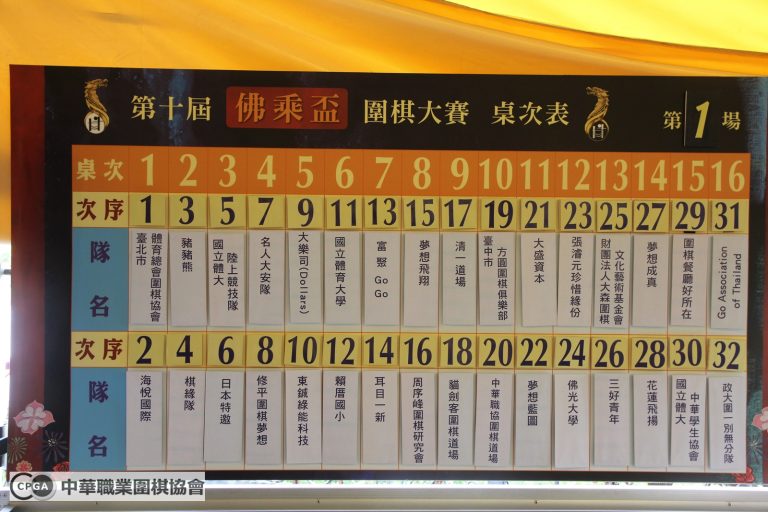 第十屆 佛乘盃 圍棋大賽 桌次表 第1場
桌次 1 2 3 4 5 6 7 8 9 10 11 12 13 14 15 16
次序 1 3 5 7 9 11 13 15 17 19 21 23 25 27 29 31
隊名
臺北市
體育總會圍棋協會
豬豬熊
國立體大
陸上競技隊
名人大安隊
大樂司(Dollars)
國立體育大學
富聚 Go Go
夢想飛翔
清一道場
臺中市
方圓圍棋俱樂部
大盛資本
張濬元珍惜緣份
財團法人大森圍棋
文化藝術基金會
夢想成真
圍棋餐廳好所在
Go Association
of Thailand
次序 2 4 6 8 10 12 14 16 18 20 22 24 26 28 30 32
隊名
海悅國際
棋緣隊
日本特邀
修平圍棋夢想
東鋮綠能科技
賴厝國小
耳目一新
周序峰圍棋研究會
貓劍客圍棋道場
中華職協圍棋道場
夢想藍圖
佛光大學
三好青年
花蓮飛揚
國立體大
中華學生協會
政大圍一別無分隊
CPGA 中華職業圍棋協會